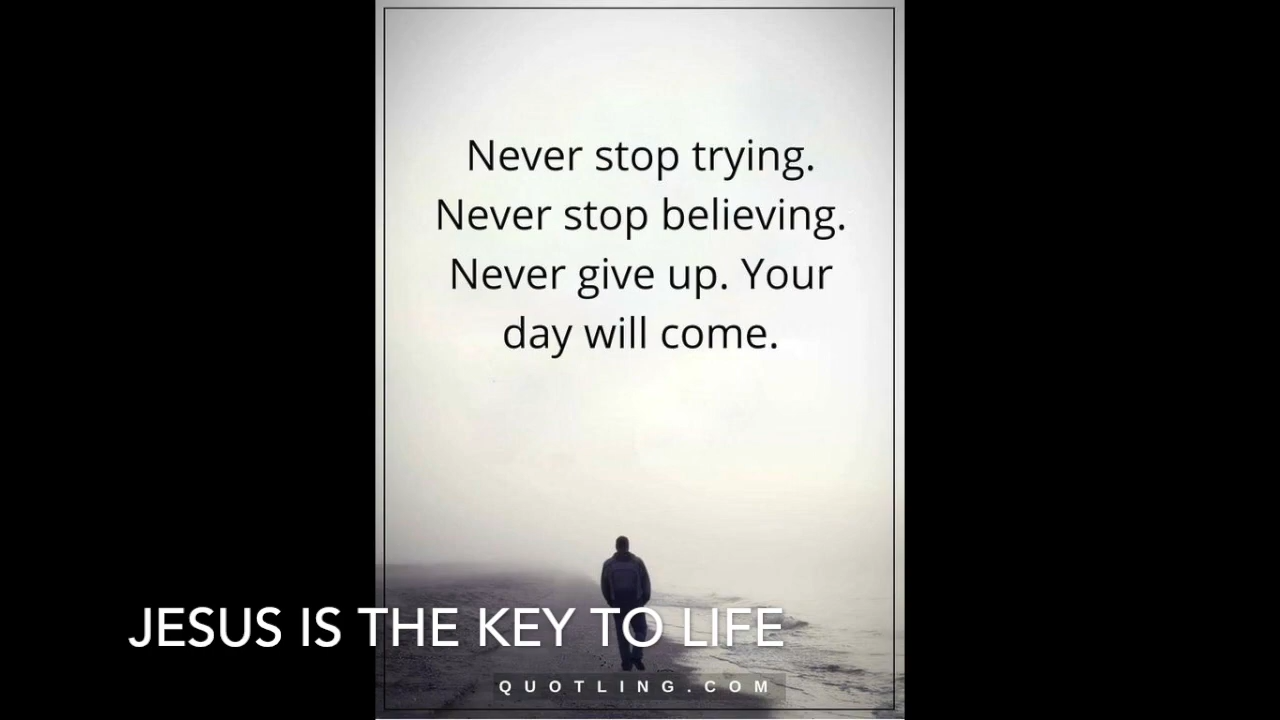 Never stop trying.
Never stop believing.
Never give up. Your
day will come.
JESUS IS THE KEY TO LIFE
QUOTLING.COM